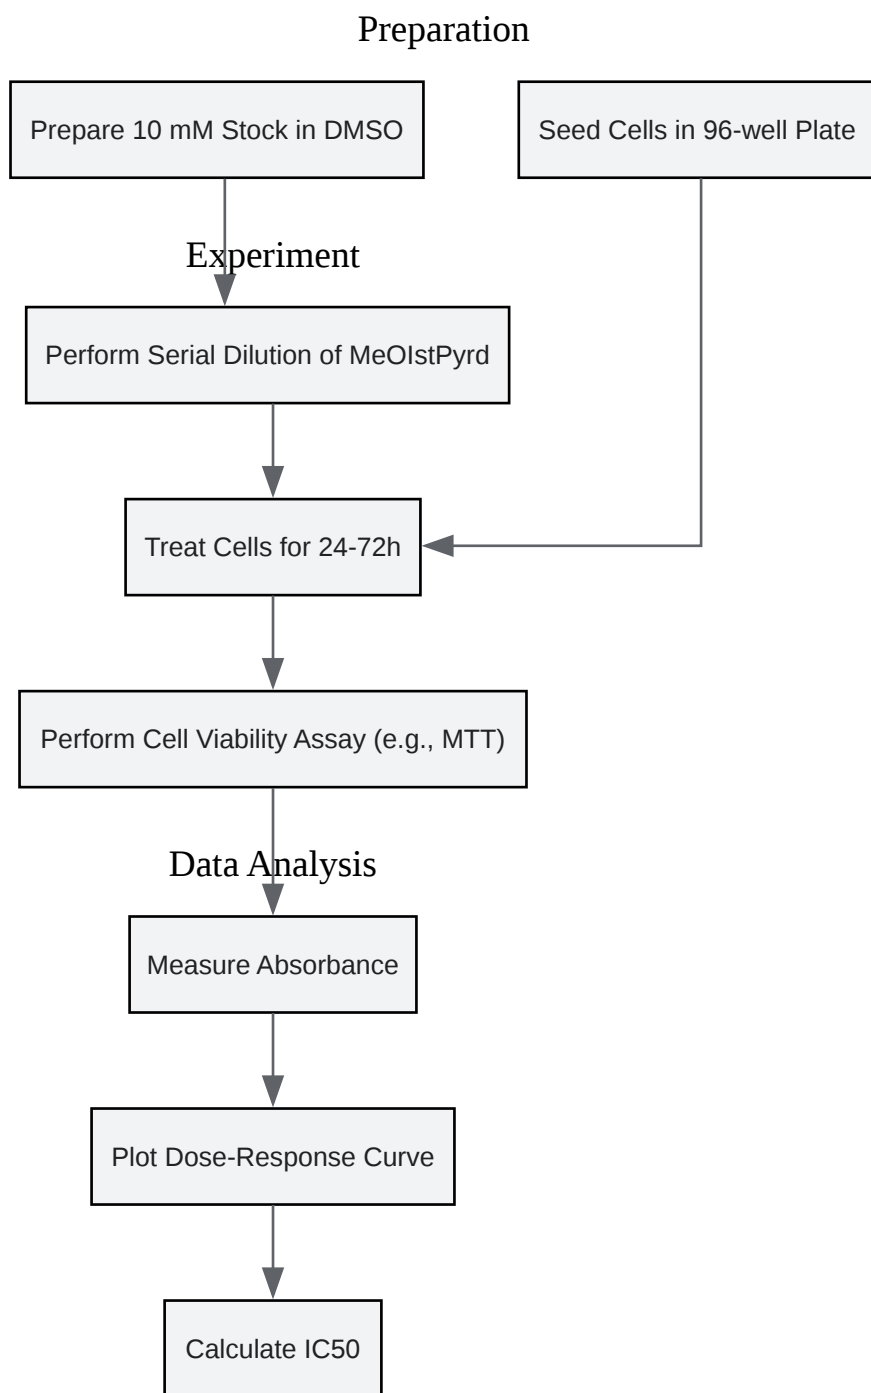 Preparation
Prepare 10 mM Stock in DMSO
Seed Cells in 96-well Plate
Experiment
Perform Serial Dilution of MeOIstPyrd
Treat Cells for 24-72h
Perform Cell Viability Assay (e.g., MTT)
Data Analysis
Measure Absorbance
Plot Dose-Response Curve
Calculate IC50